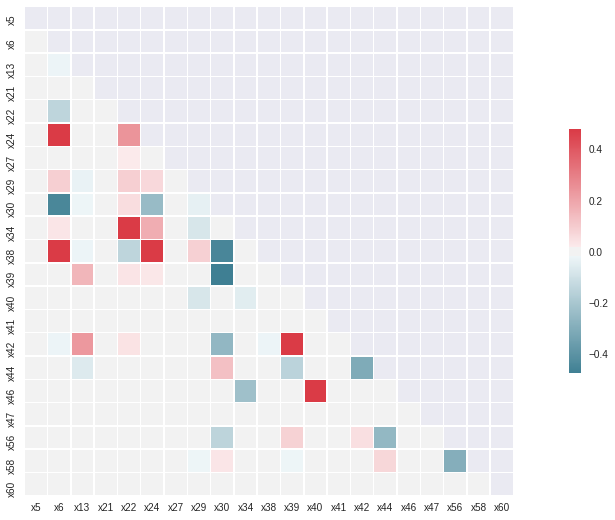 x5
x6
x13
x21
x22
x24
x27
x29
x30
x34
x38
x39
x40
x41
x42
x44
x46
x47
x56
x58
x60
x5 x6 x13 x21 x22 x24 x27 x29 x30 x34 x38 x39 x40 x41 x42 x44 x46 x47 x56 x58 x60
0.4
0.2
0.0
−0.2
−0.4